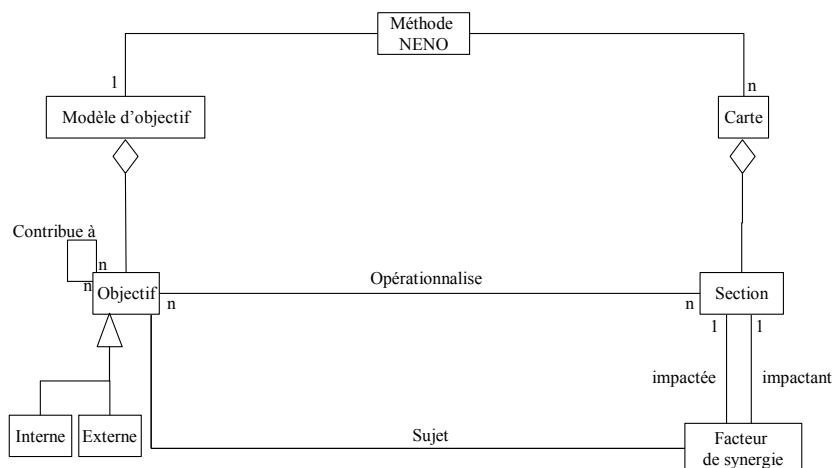 Méthode
NENO
1
n
Modèle d'objectif
Carte
Contribue à
n
n
Objectif
n
Opérationnalise
n
Section
1
1
impactée
impactant
Interne
Externe
Sujet
Facteur
de synergie